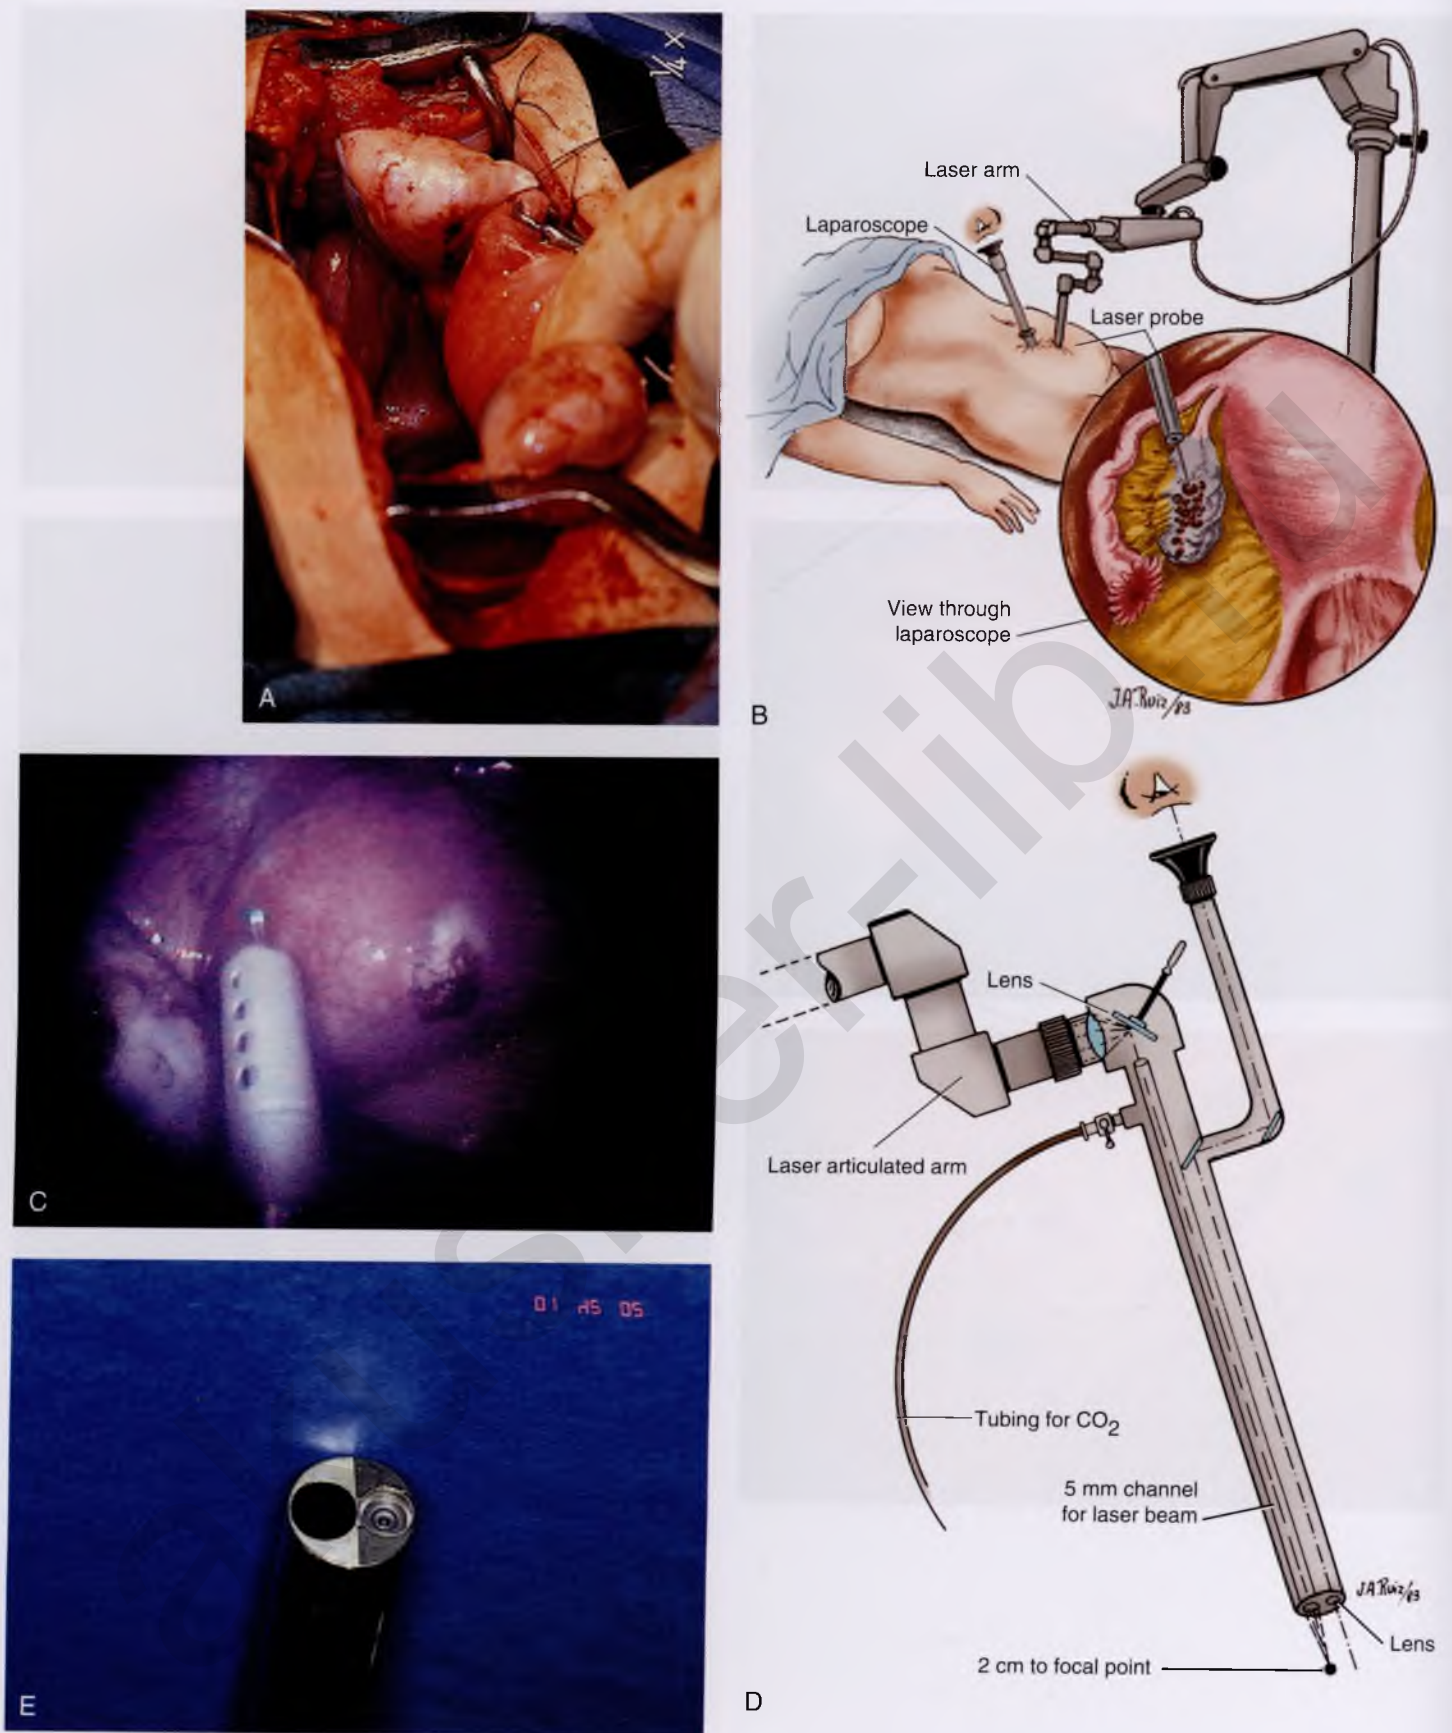 1/4 X
A
Laser arm
Laparoscope
Laser probe
View through
laparoscope
J.A. Ruiz/83
B
C
Lens
Laser articulated arm
Tubing for CO2
5 mm channel
for laser beam
J.A. Ruiz/83
Lens
2 cm to focal point
D
01 05
E